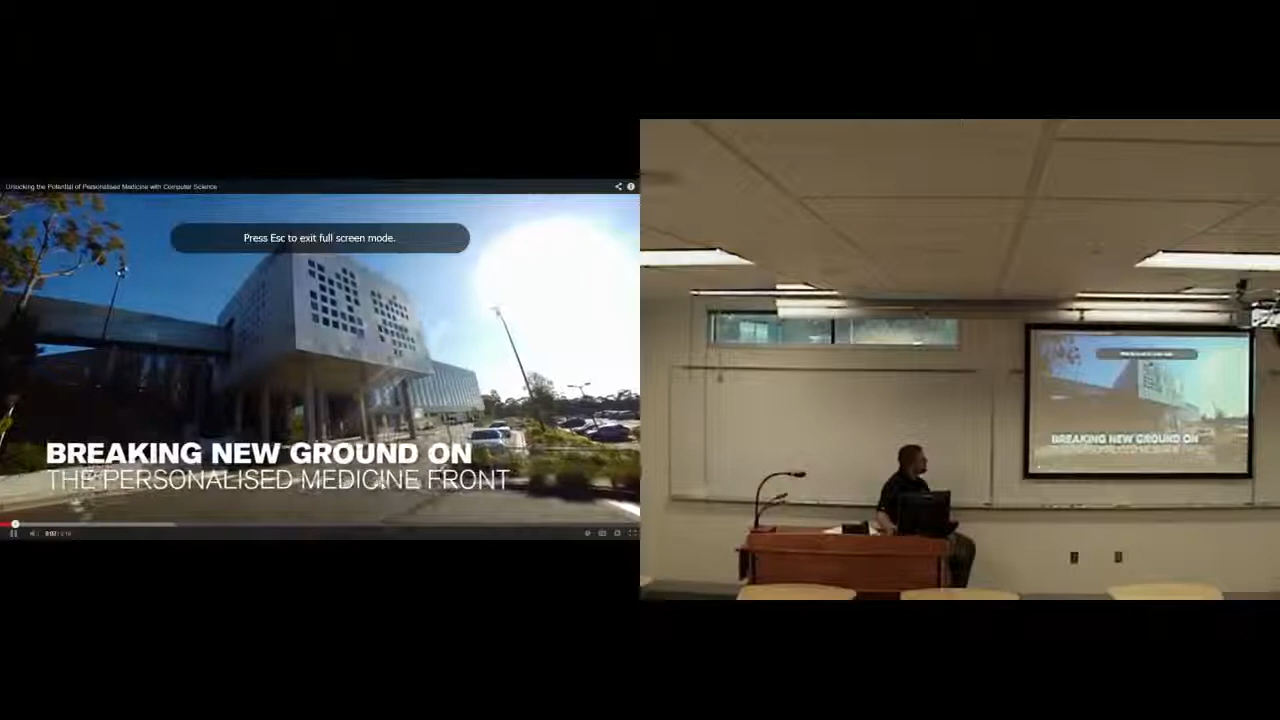 Unlocking the Potential of Personalised Medicine with Computer Science
Press Esc to exit full screen mode.
BREAKING NEW GROUND ON
THE PERSONALISED MEDICINE FRONT
BREAKING NEW GROUND ON